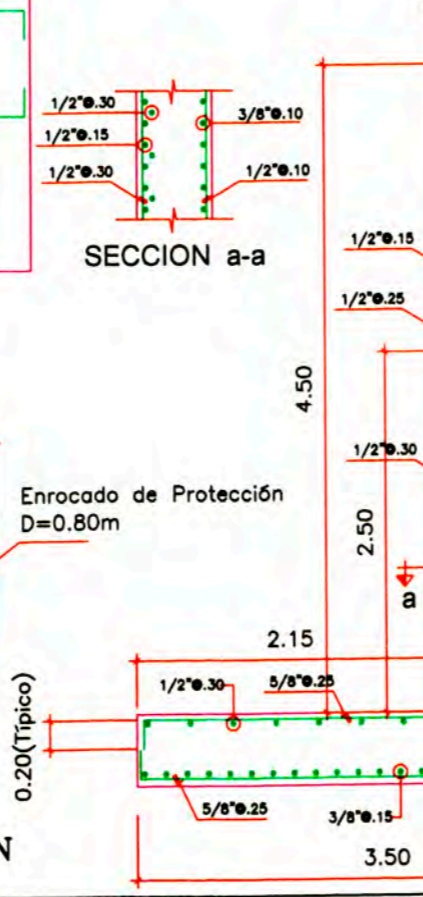 1/2"@.30
3/8"@.10
1/2"@.15
1/2"@.30
1/2"@.10
SECCION a-a
1/2"@.15
1/2"@.25
4.50
1/2"@.30
Enrocado de Protección
D=0.80m
2.50
a
2.15
0.20(Típico)
1/2"@.30
5/8"@.25
5/8"@.25
3/8"@.15
N
3.50